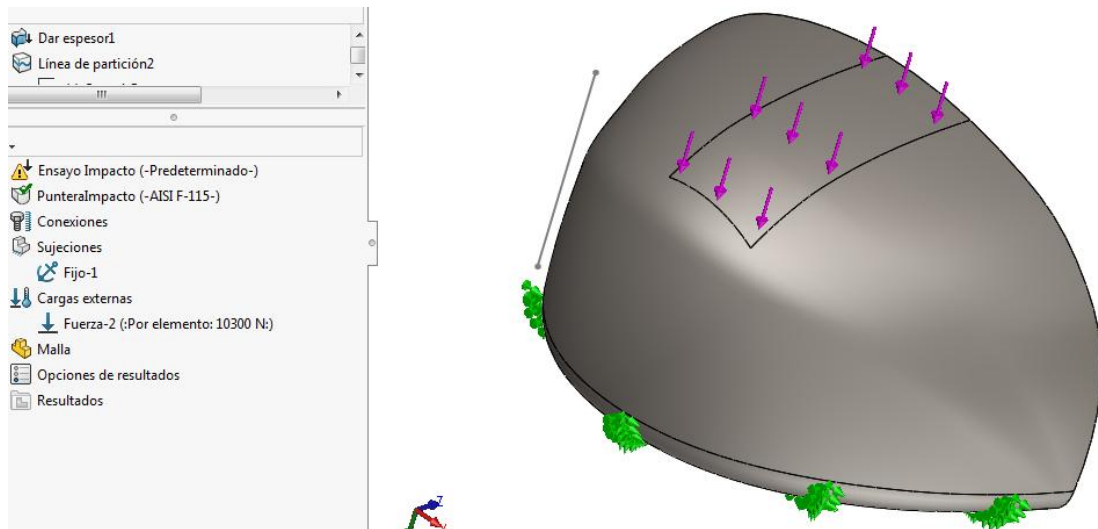 Dar espesor1
Línea de partición2
Ensayo Impacto (-Predeterminado-)
PunteraImpacto (-AISI F-115-)
Conexiones
Sujeciones
Fijo-1
Cargas externas
Fuerza-2 (:Por elemento: 10300 N:)
Malla
Opciones de resultados
Resultados
Z